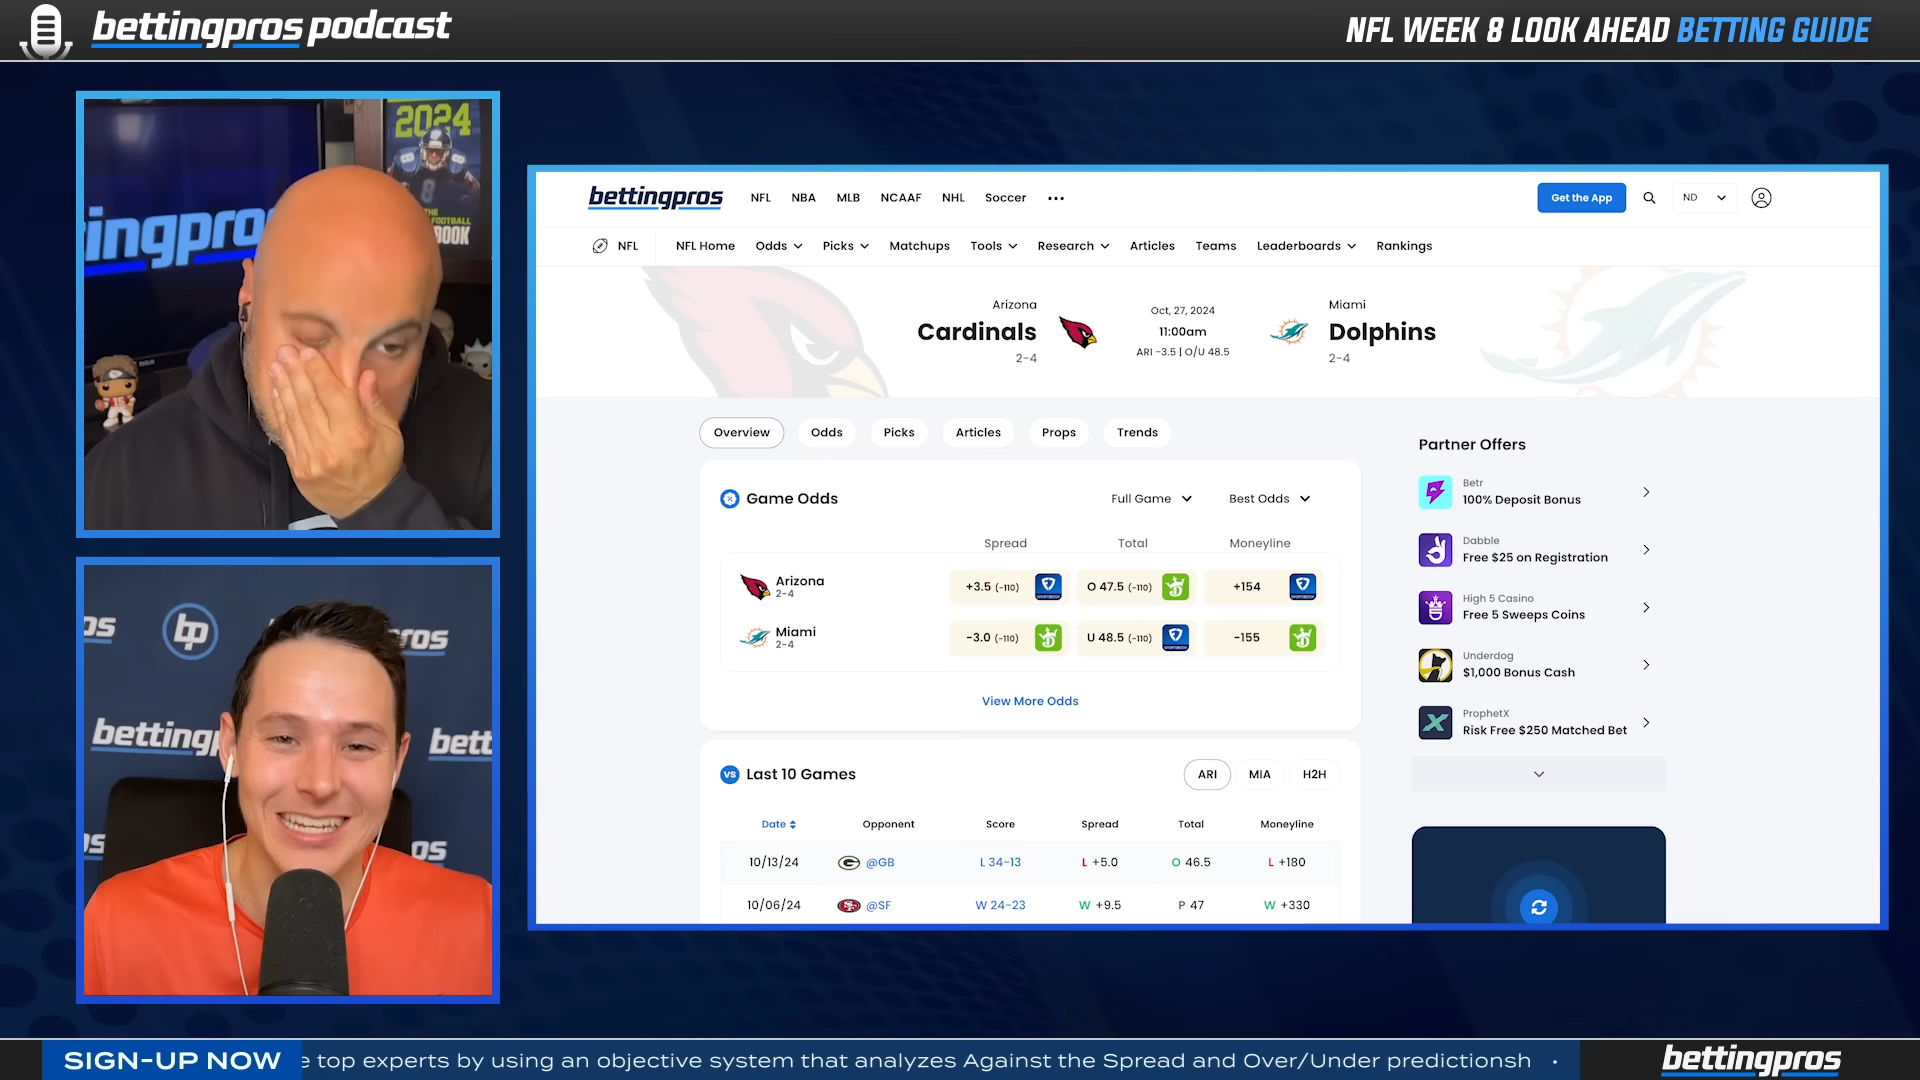 bettingpros podcast
NFL WEEK 8 LOOK AHEAD BETTING GUIDE
2024
ingpros
8
FOOTBALL
BOOK
15
bp
bettingpros
NFL NBA MLB NCAAF NHL Soccer ...
Get the App
ND
NFL
NFL Home Odds Picks Matchups Tools Research Articles Teams Leaderboards Rankings
Arizona
Cardinals
2-4
Oct, 27, 2024
11:00am
ARI -3.5 | O/U 48.5
Miami
Dolphins
2-4
Overview Odds Picks Articles Props Trends
Game Odds
Full Game Best Odds
Spread Total Moneyline
Arizona
2-4
+3.5 (-110) O 47.5 (-110) +154
Miami
2-4
-3.0 (-110) U 48.5 (-110) -155
View More Odds
VS Last 10 Games
ARI MIA H2H
Date Opponent Score Spread Total Moneyline
10/13/24 @GB L 34-13 L +5.0 O 46.5 L +180
10/06/24 @SF W 24-23 W +9.5 P 47 W +330
Partner Offers
Betr
100% Deposit Bonus
Dabble
Free $25 on Registration
High 5 Casino
Free 5 Sweeps Coins
Underdog
$1,000 Bonus Cash
ProphetX
Risk Free $250 Matched Bet
SIGN-UP NOW
e top experts by using an objective system that analyzes Against the Spread and Over/Under predictionsh •
bettingpros